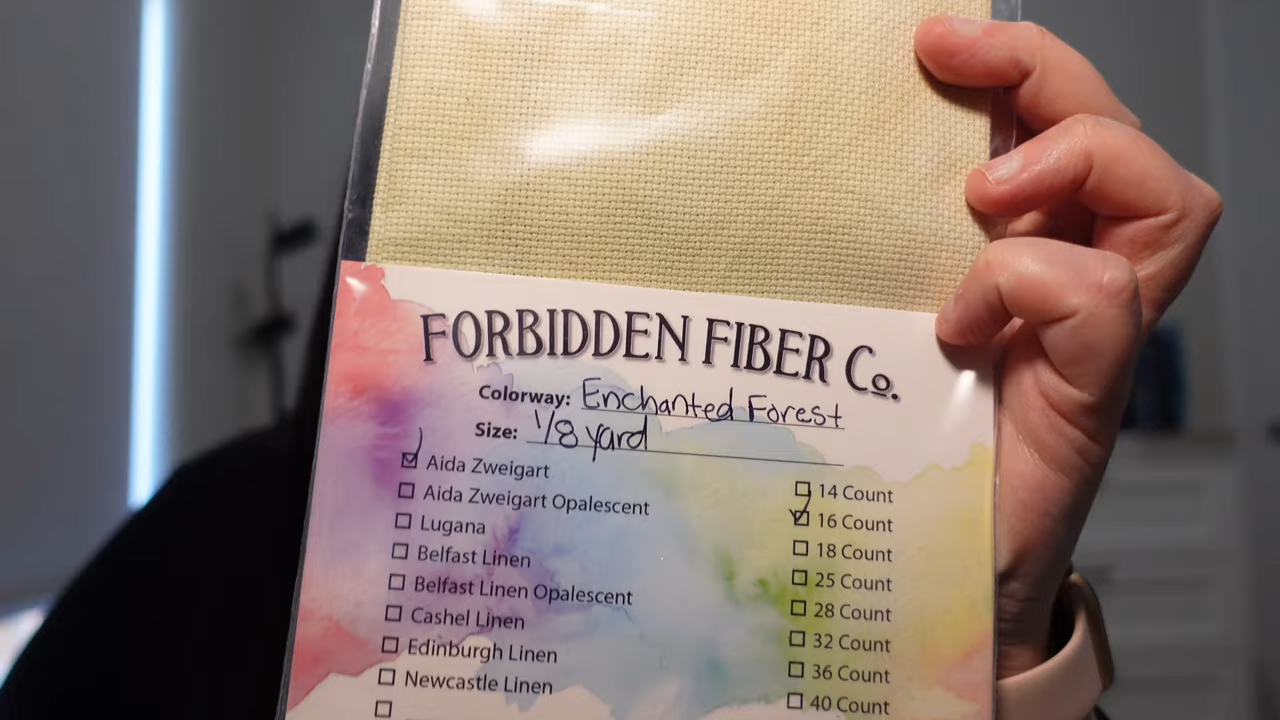 FORBIDDEN FIBER Co.
Colorway: Enchanted Forest
Size: 1/8 yard
Aida Zweigart
Aida Zweigart Opalescent
Lugana
Belfast Linen
Belfast Linen Opalescent
Cashel Linen
Edinburgh Linen
Newcastle Linen
14 Count
16 Count
18 Count
25 Count
28 Count
32 Count
36 Count
40 Count